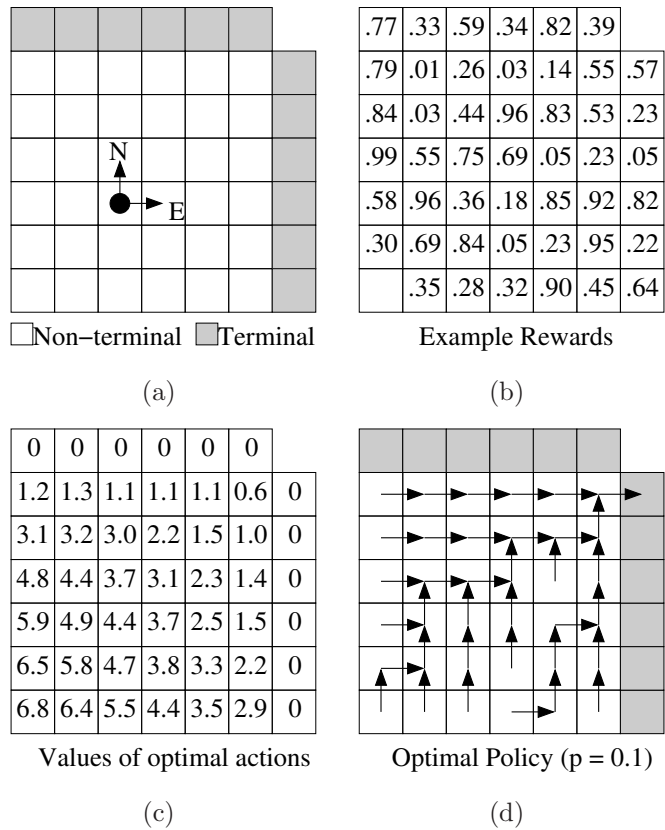 N
E
Non−terminal Terminal
(a)
.77 .33 .59 .34 .82 .39
.79 .01 .26 .03 .14 .55 .57
.84 .03 .44 .96 .83 .53 .23
.99 .55 .75 .69 .05 .23 .05
.58 .96 .36 .18 .85 .92 .82
.30 .69 .84 .05 .23 .95 .22
.35 .28 .32 .90 .45 .64
Example Rewards
(b)
0 0 0 0 0 0
1.2 1.3 1.1 1.1 1.1 0.6 0
3.1 3.2 3.0 2.2 1.5 1.0 0
4.8 4.4 3.7 3.1 2.3 1.4 0
5.9 4.9 4.4 3.7 2.5 1.5 0
6.5 5.8 4.7 3.8 3.3 2.2 0
6.8 6.4 5.5 4.4 3.5 2.9 0
Values of optimal actions
(c)
Optimal Policy (p = 0.1)
(d)